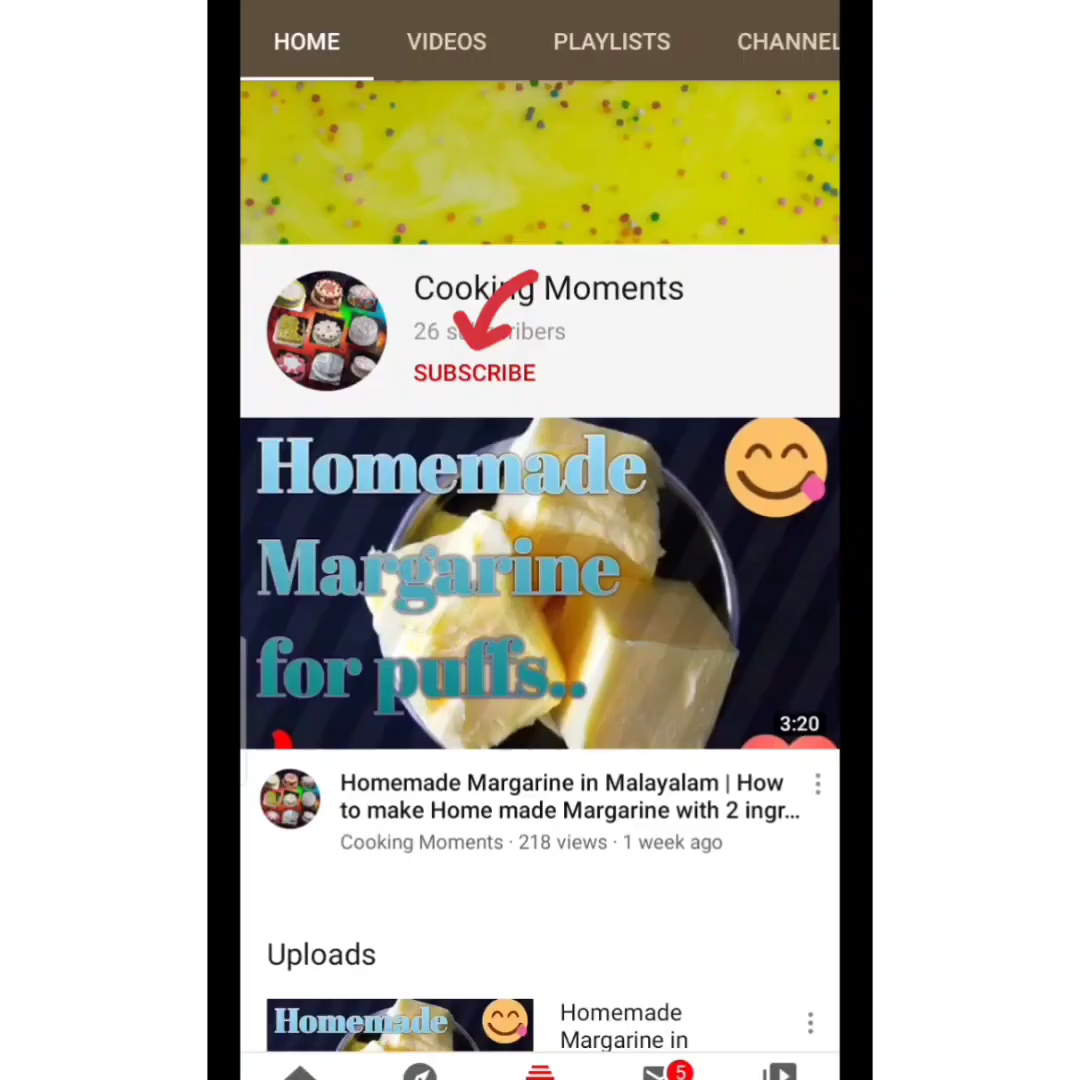 HOME VIDEOS PLAYLISTS CHANNEL
Cooking Moments
26 subscribers
SUBSCRIBE
Homemade
Margarine
for puffs..
3:20
Homemade Margarine in Malayalam | How
to make Home made Margarine with 2 ingr...
Cooking Moments · 218 views · 1 week ago
Uploads
Homemade
Homemade
Margarine in
5